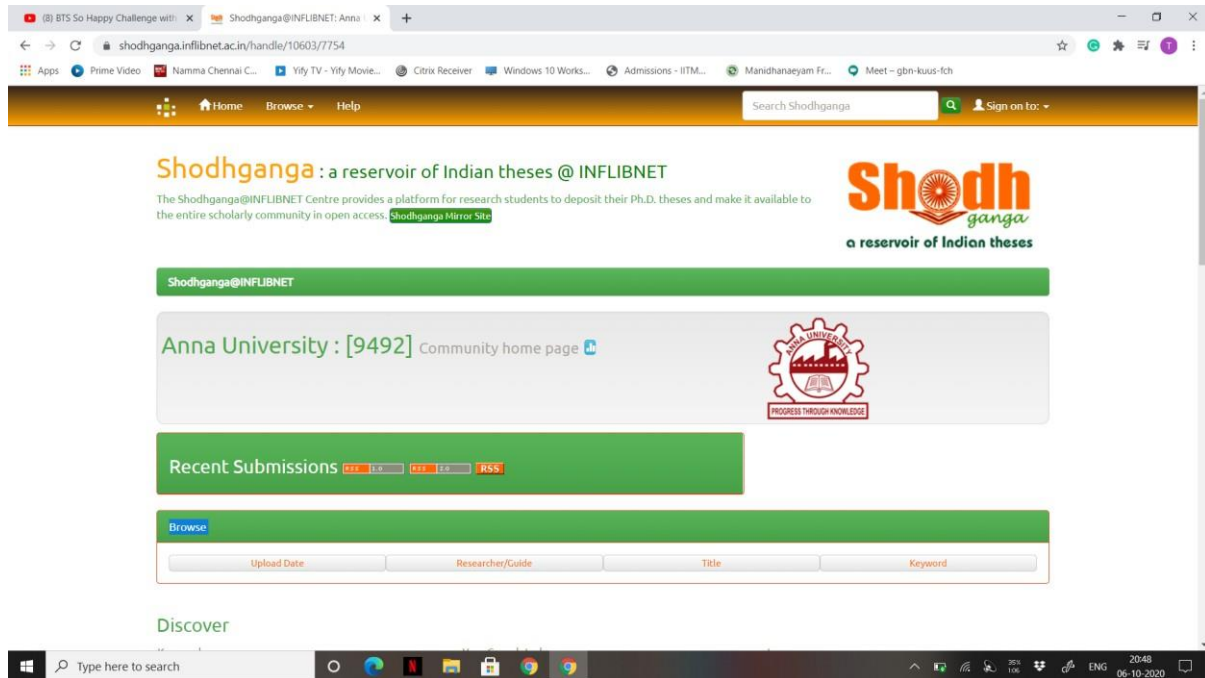 (8) BTS So Happy Challenge with
Shodhganga@INFLIBNET: Anna
shodhganga.inflibnet.ac.in/handle/10603/7754
T
Apps Prime Video Namma Chennai C... Yify TV - Yify Movie... Citrix Receiver Windows 10 Works... Admissions - IITM... Manidhanaeyam Fr... Meet – gbn-kuus-fch
Home Browse Help Search Shodhganga Sign on to:
Shodhganga : a reservoir of Indian theses @ INFLIBNET
The Shodhganga@INFLIBNET Centre provides a platform for research students to deposit their Ph.D. theses and make it available to
the entire scholarly community in open access. Shodhganga Mirror Site
Shodh
ganga
a reservoir of Indian theses
Shodhganga@INFLIBNET
Anna University : [9492] Community home page
ANNA UNIVERSITY
PROGRESS THROUGH KNOWLEDGE
Recent Submissions RSS 1.0 RSS 2.0 RSS
Browse
Upload Date Researcher/Guide Title Keyword
Discover
Type here to search
35%
1:06
ENG
20:48
06-10-2020